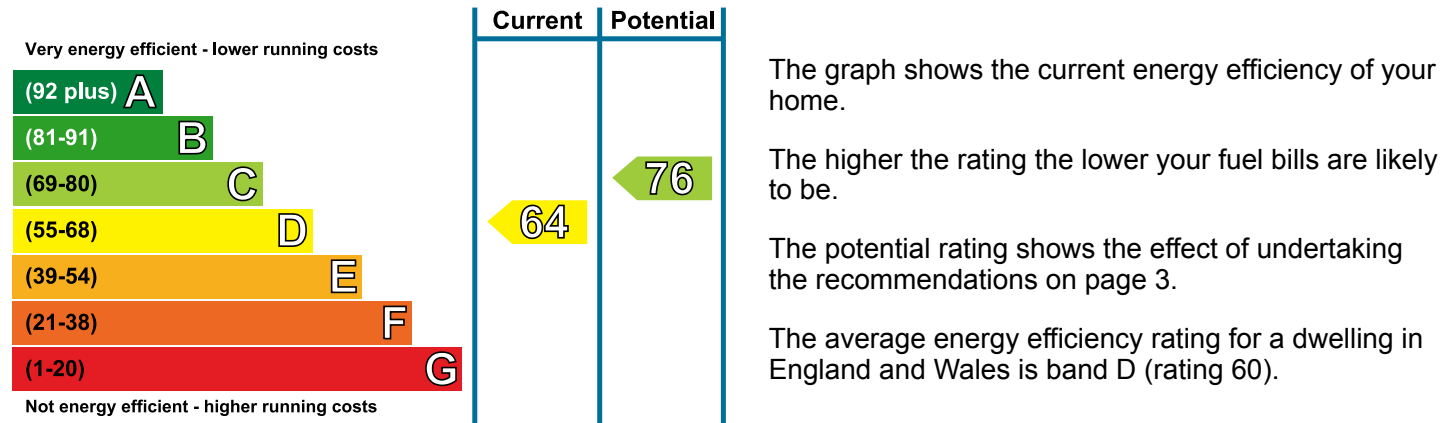 Current Potential
Very energy efficient - lower running costs
(92 plus) A
(81-91) B
(69-80) C
(55-68) D
(39-54) E
(21-38) F
(1-20) G
Not energy efficient - higher running costs
64
76
The graph shows the current energy efficiency of your
home.
The higher the rating the lower your fuel bills are likely
to be.
The potential rating shows the effect of undertaking
the recommendations on page 3.
The average energy efficiency rating for a dwelling in
England and Wales is band D (rating 60).